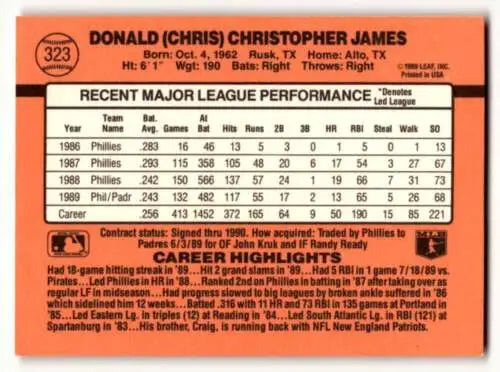 323
DONALD (CHRIS) CHRISTOPHER JAMES
Born: Oct. 4, 1962 Rusk, TX Home: Alto, TX
Ht: 6'1" Wgt: 190 Bats: Right Throws: Right
© 1989 LEAF, INC.
Printed in USA
RECENT MAJOR LEAGUE PERFORMANCE *Denotes Led League
Year Team Name Bat. Avg. Games At Bat Hits Runs 2B 3B HR RBI Steal Walk SO
1986 Phillies .283 16 46 13 5 3 0 1 5 0 1 13
1987 Phillies .293 115 358 105 48 20 6 17 54 3 27 67
1988 Phillies .242 150 566 137 57 24 1 19 66 7 31 73
1989 Phil/Padr .243 132 482 117 55 17 2 13 65 5 26 68
Career .256 413 1452 372 165 64 9 50 190 15 85 221
Contract status: Signed thru 1990. How acquired: Traded by Phillies to
Padres 6/3/89 for OF John Kruk and IF Randy Ready
CAREER HIGHLIGHTS
Had 18-game hitting streak in '89...Hit 2 grand slams in '89...Had 5 RBI in 1 game 7/18/89 vs.
Pirates...Led Phillies in HR in '88...Ranked 2nd on Phillies in batting in '87 after taking over as
regular LF in midseason...Had progress slowed to big leagues by broken ankle suffered in '86
which sidelined him 12 weeks...Batted .316 with 11 HR and 73 RBI in 135 games at Portland in
'85...Led Eastern Lg. in triples (12) at Reading in '84...Led South Atlantic Lg. in RBI (121) at
Spartanburg in '83...His brother, Craig, is running back with NFL New England Patriots.